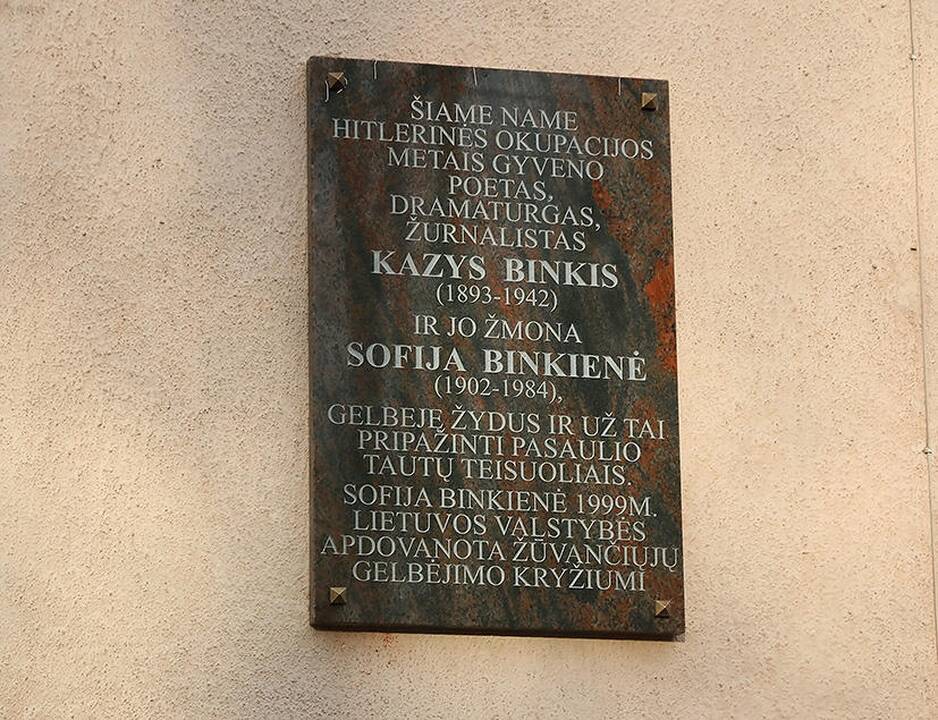 ŠIAME NAME
HITLERINĖS OKUPACIJOS
METAIS GYVENO
POETAS,
DRAMATURGAS,
ŽURNALISTAS
KAZYS BINKIS
(1893-1942)
IR JO ŽMONA
SOFIJA BINKIENĖ
(1902-1984),
GELBEJĘ ŽYDUS IR UŽ TAI
PRIPAŽINTI PASAULIO
TAUTŲ TEISUOLIAIS.
SOFIJA BINKIENĖ 1999M.
LIETUVOS VALSTYBĖS
APDOVANOTA ŽŪVANČIŲJŲ
GELBĖJIMO KRYŽIUMI